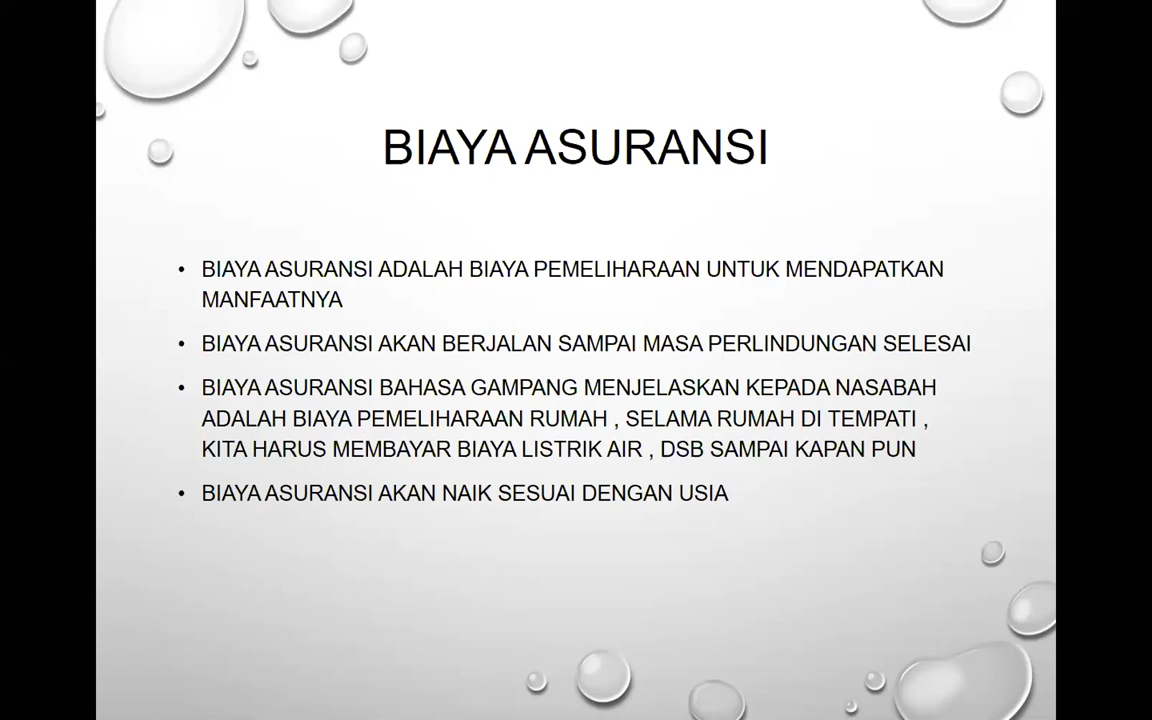 BIAYA ASURANSI
• BIAYA ASURANSI ADALAH BIAYA PEMELIHARAAN UNTUK MENDAPATKAN
MANFAATNYA
• BIAYA ASURANSI AKAN BERJALAN SAMPAI MASA PERLINDUNGAN SELESAI
• BIAYA ASURANSI BAHASA GAMPANG MENJELASKAN KEPADA NASABAH
ADALAH BIAYA PEMELIHARAAN RUMAH , SELAMA RUMAH DI TEMPATI ,
KITA HARUS MEMBAYAR BIAYA LISTRIK AIR , DSB SAMPAI KAPAN PUN
• BIAYA ASURANSI AKAN NAIK SESUAI DENGAN USIA